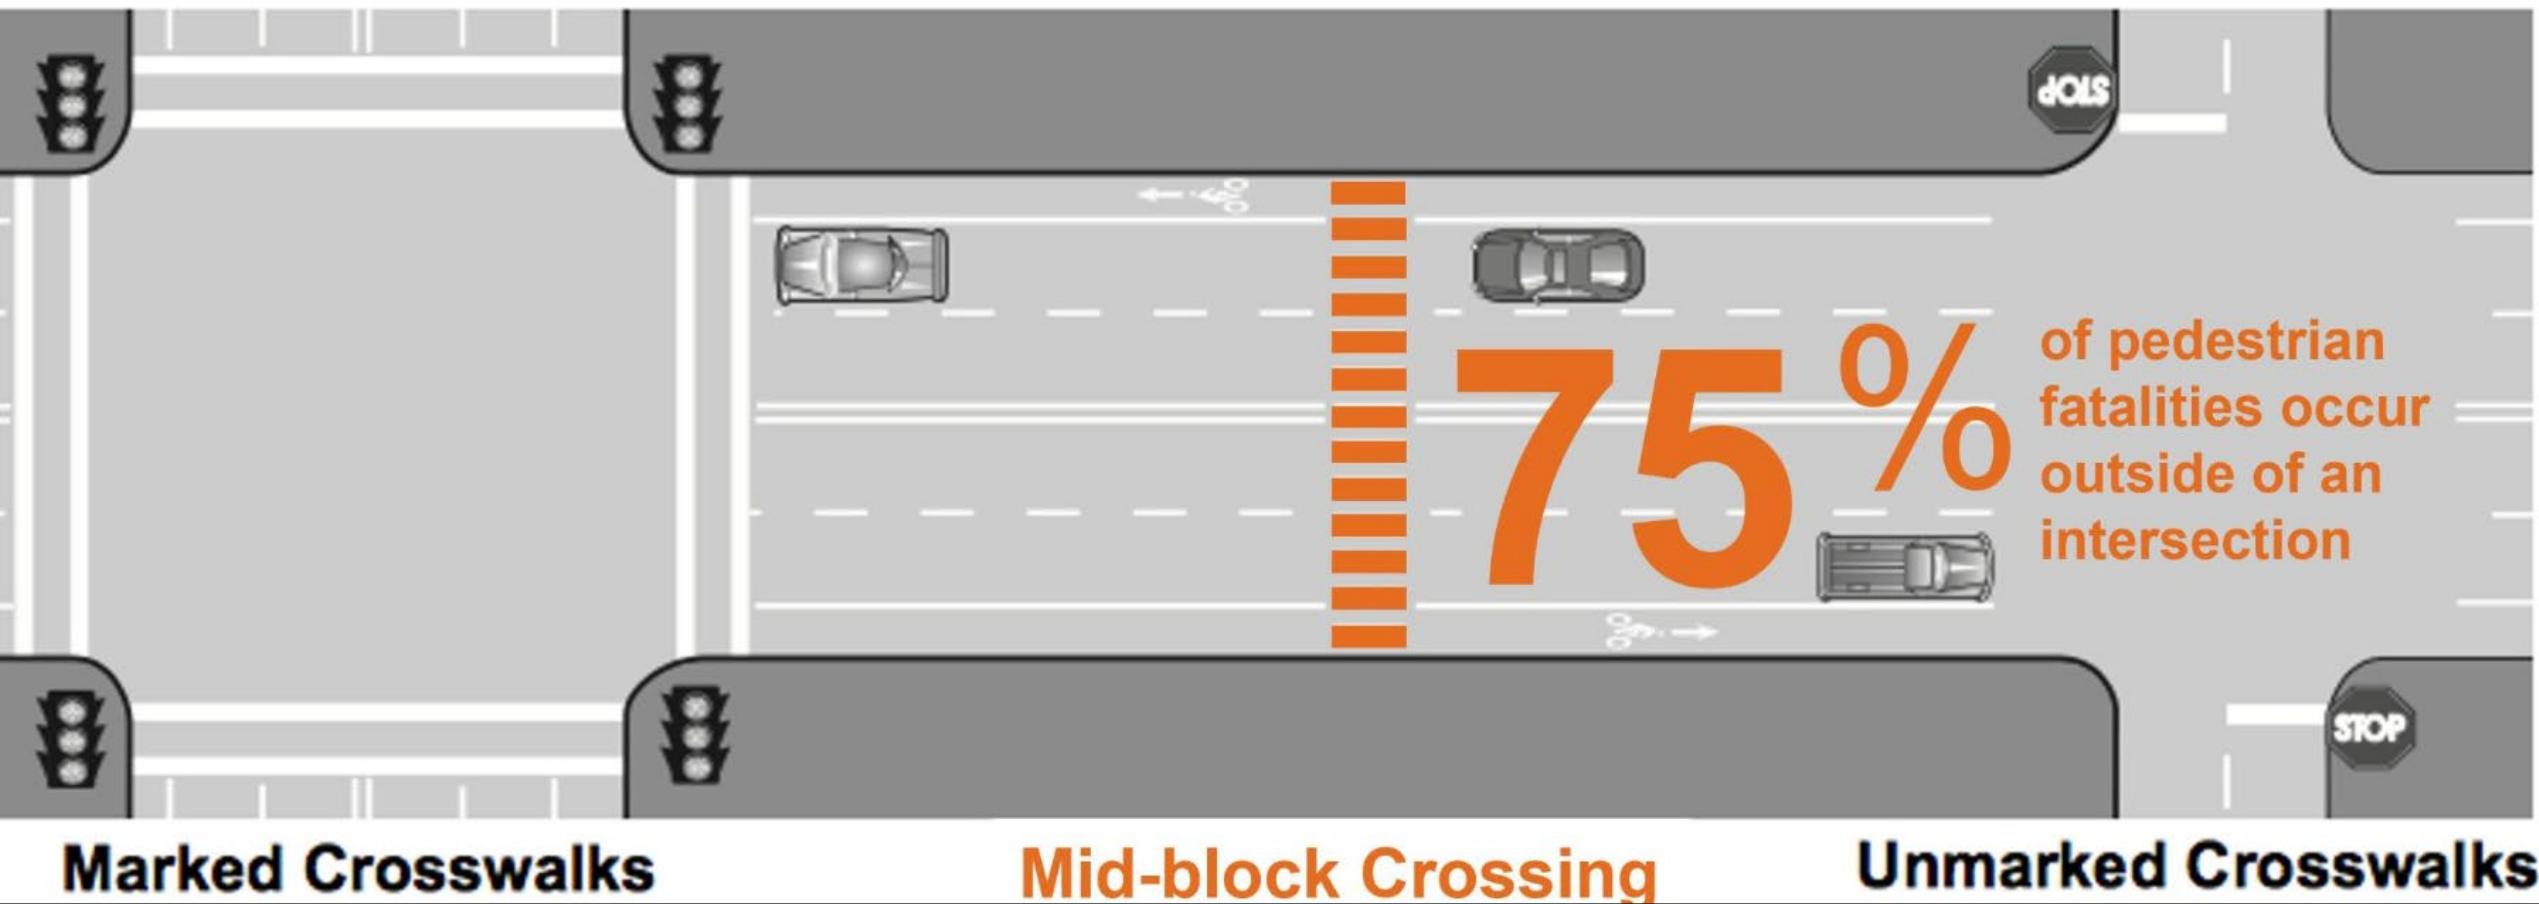 STOP
75%
of pedestrian
fatalities occur
outside of an
intersection
STOP
Marked Crosswalks
Mid-block Crossing
Unmarked Crosswalks